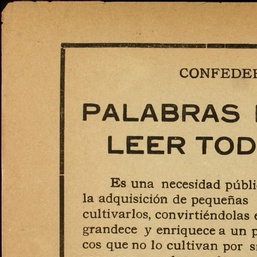 CONFEDER
PALABRAS
LEER TOD
Es una necesidad públi
la adquisición de pequeñas
cultivarlos, convirtiéndolas e
grandece y enriquece a un p
cos que no lo cultivan por s